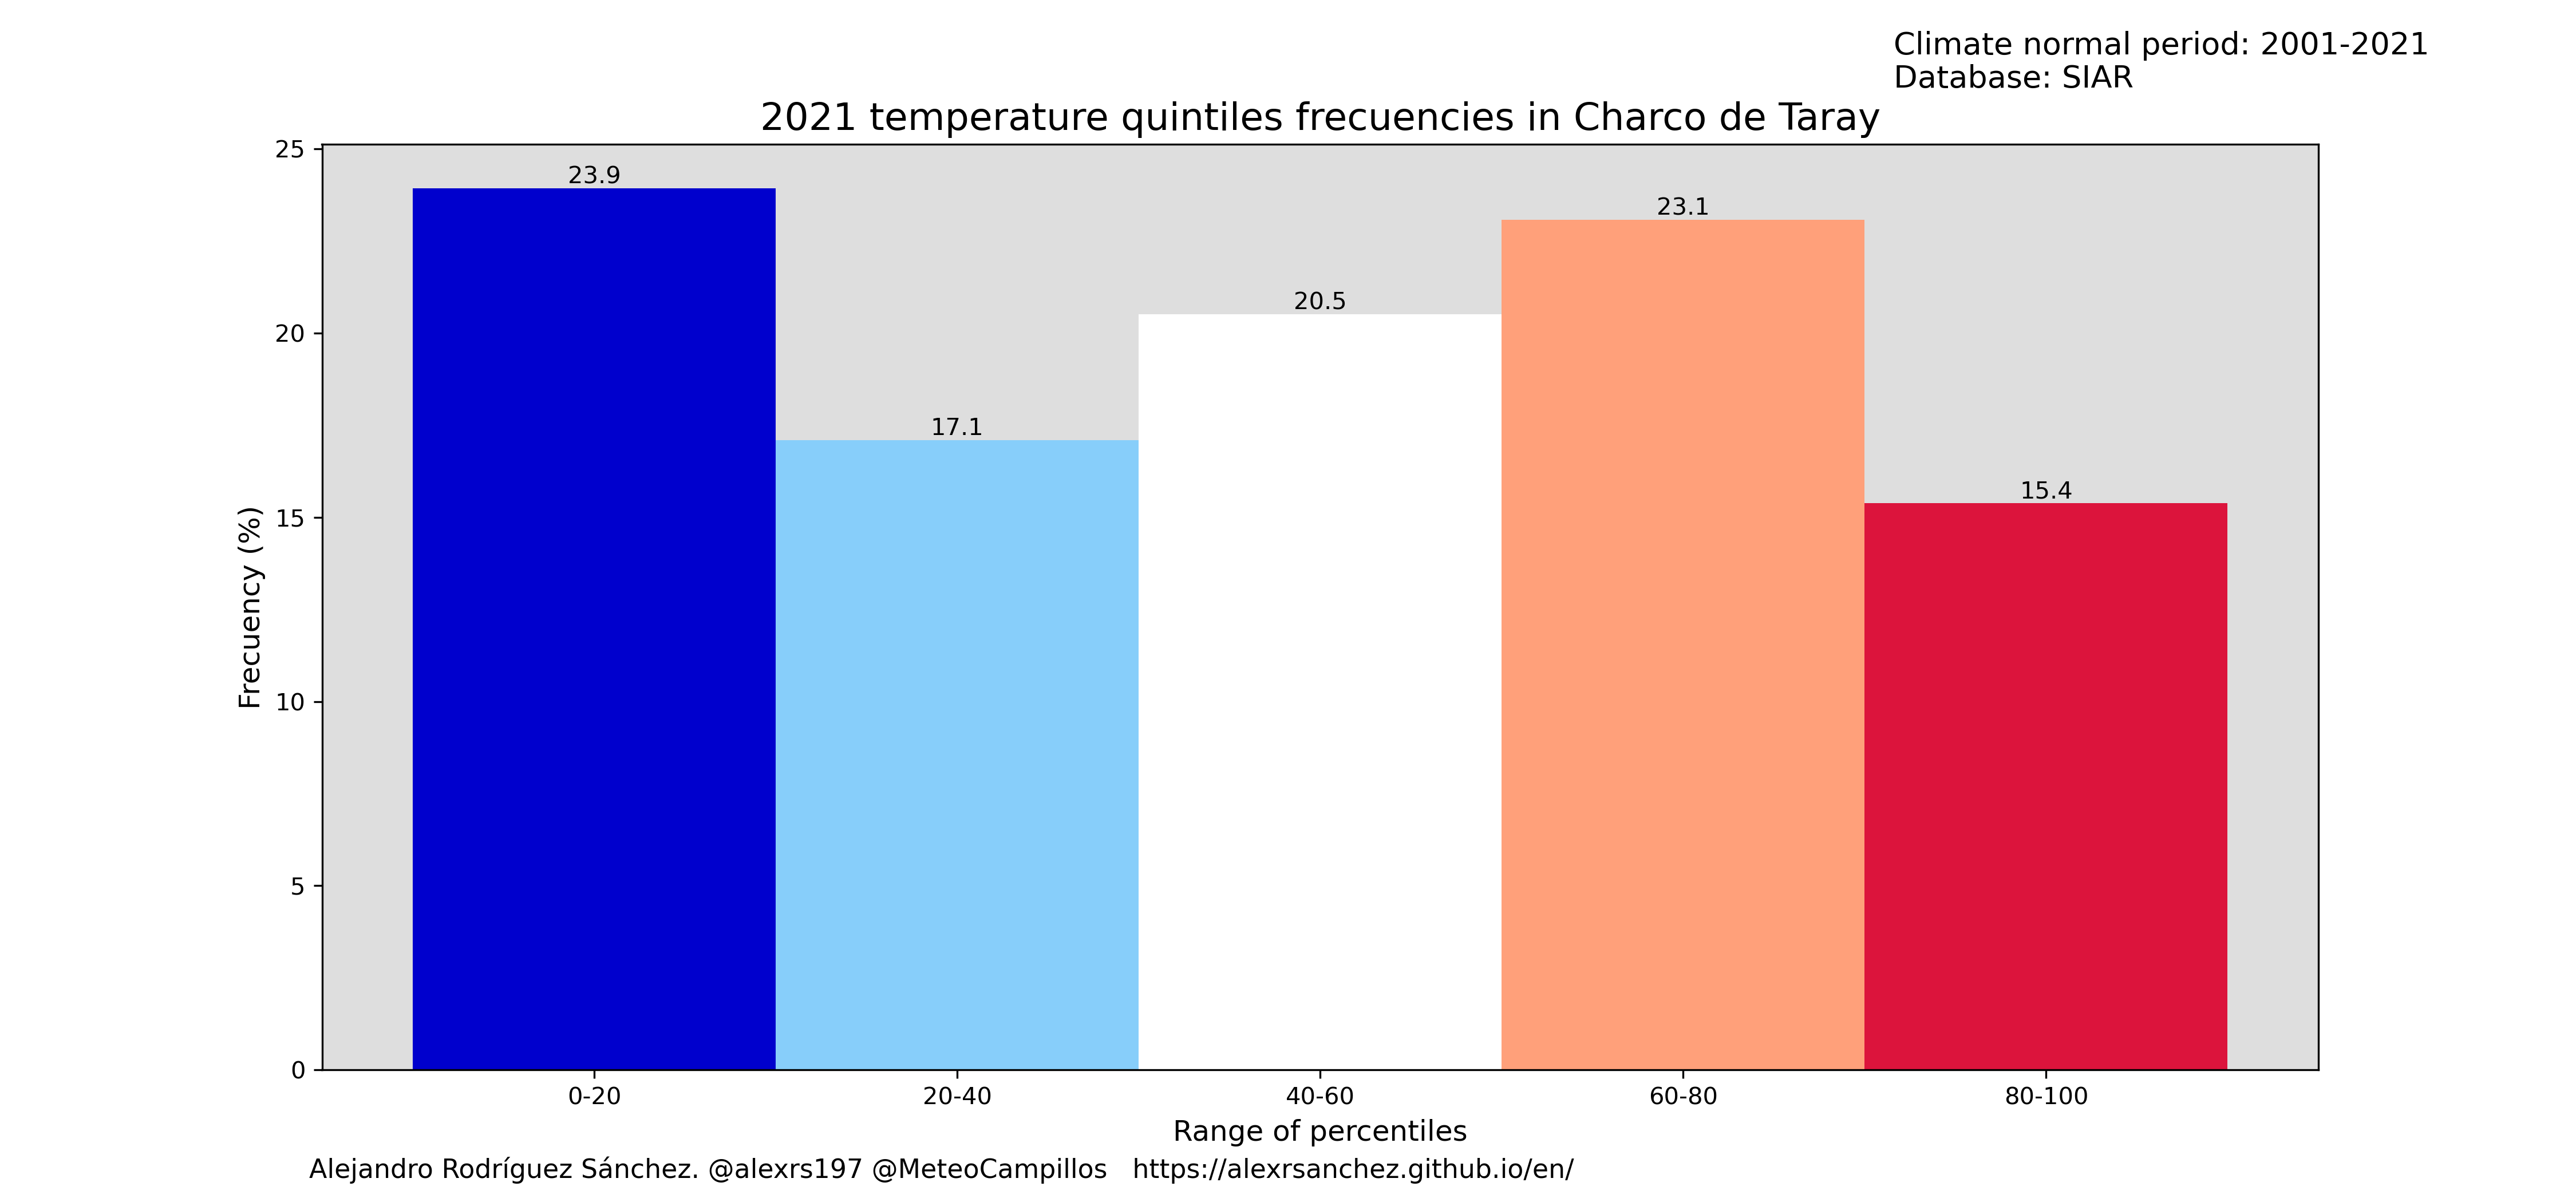 Climate normal period: 2001-2021
Database: SIAR
2021 temperature quintiles frecuencies in Charco de Taray
25
20
15
10
5
0
Frecuency (%)
23.9
17.1
20.5
23.1
15.4
0-20
20-40
40-60
60-80
80-100
Range of percentiles
Alejandro Rodríguez Sánchez. @alexrs197 @MeteoCampillos https://alexrsanchez.github.io/en/